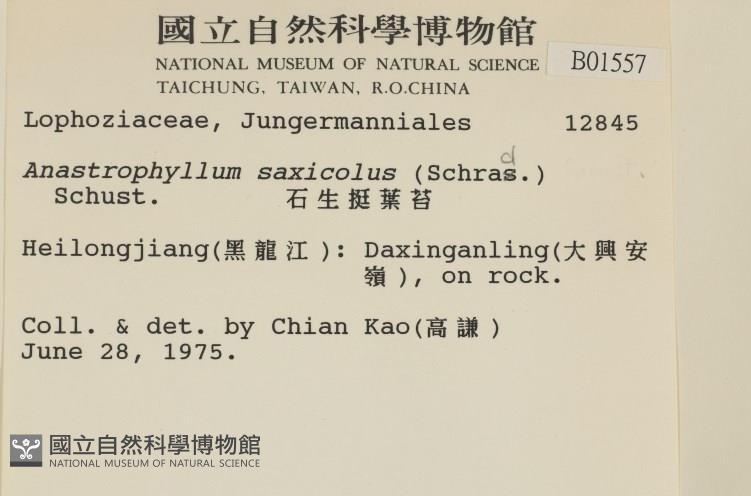 國立自然科學博物館
NATIONAL MUSEUM OF NATURAL SCIENCE
TAICHUNG, TAIWAN, R.O.CHINA
B01557
Lophoziaceae, Jungermanniales 12845
d
Anastrophyllum saxicolus (Schras.)
Schust. 石生挺葉苔
Heilongjiang(黑龍江): Daxinganling(大興安
嶺), on rock.
Coll. & det. by Chian Kao(高謙)
June 28, 1975.
國立自然科學博物館
NATIONAL MUSEUM OF NATURAL SCIENCE